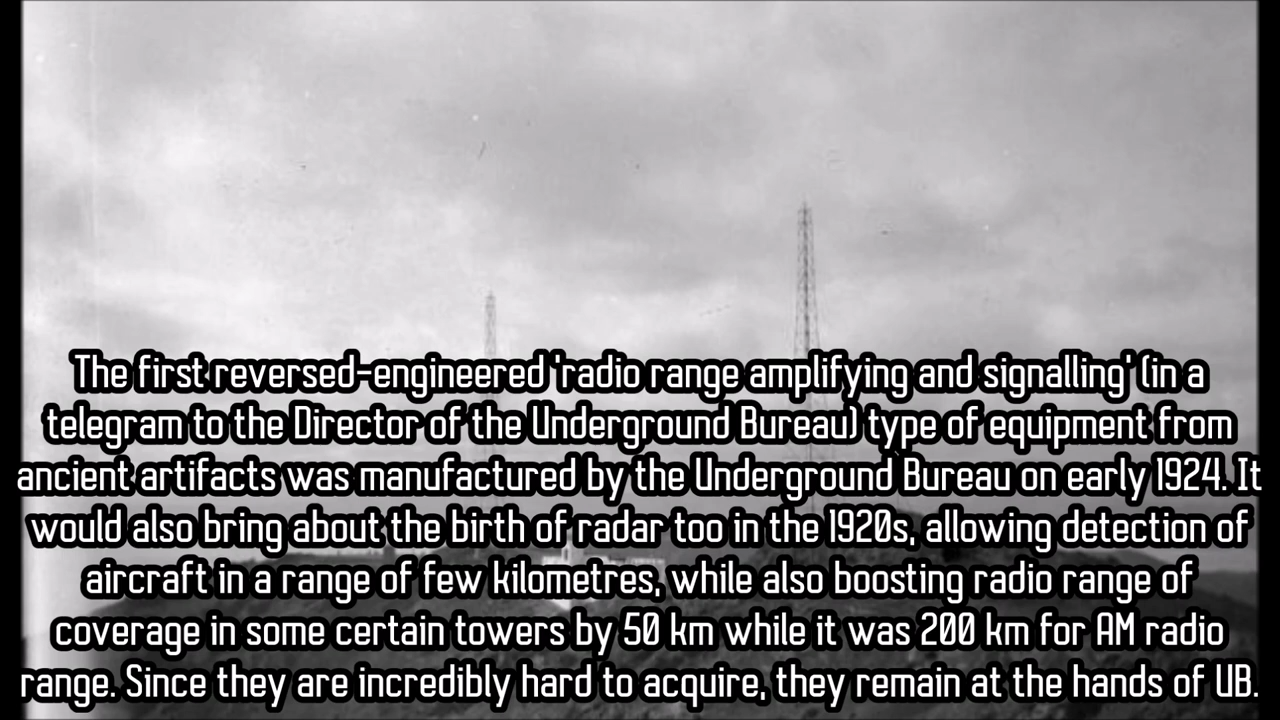 The first reversed-engineered 'radio range amplifying and signalling' (in a
telegram to the Director of the Underground Bureau) type of equipment from
ancient artifacts was manufactured by the Underground Bureau on early 1924. It
would also bring about the birth of radar too in the 1920s, allowing detection of
aircraft in a range of few kilometres, while also boosting radio range of
coverage in some certain towers by 50 km while it was 200 km for AM radio
range. Since they are incredibly hard to acquire, they remain at the hands of UB.